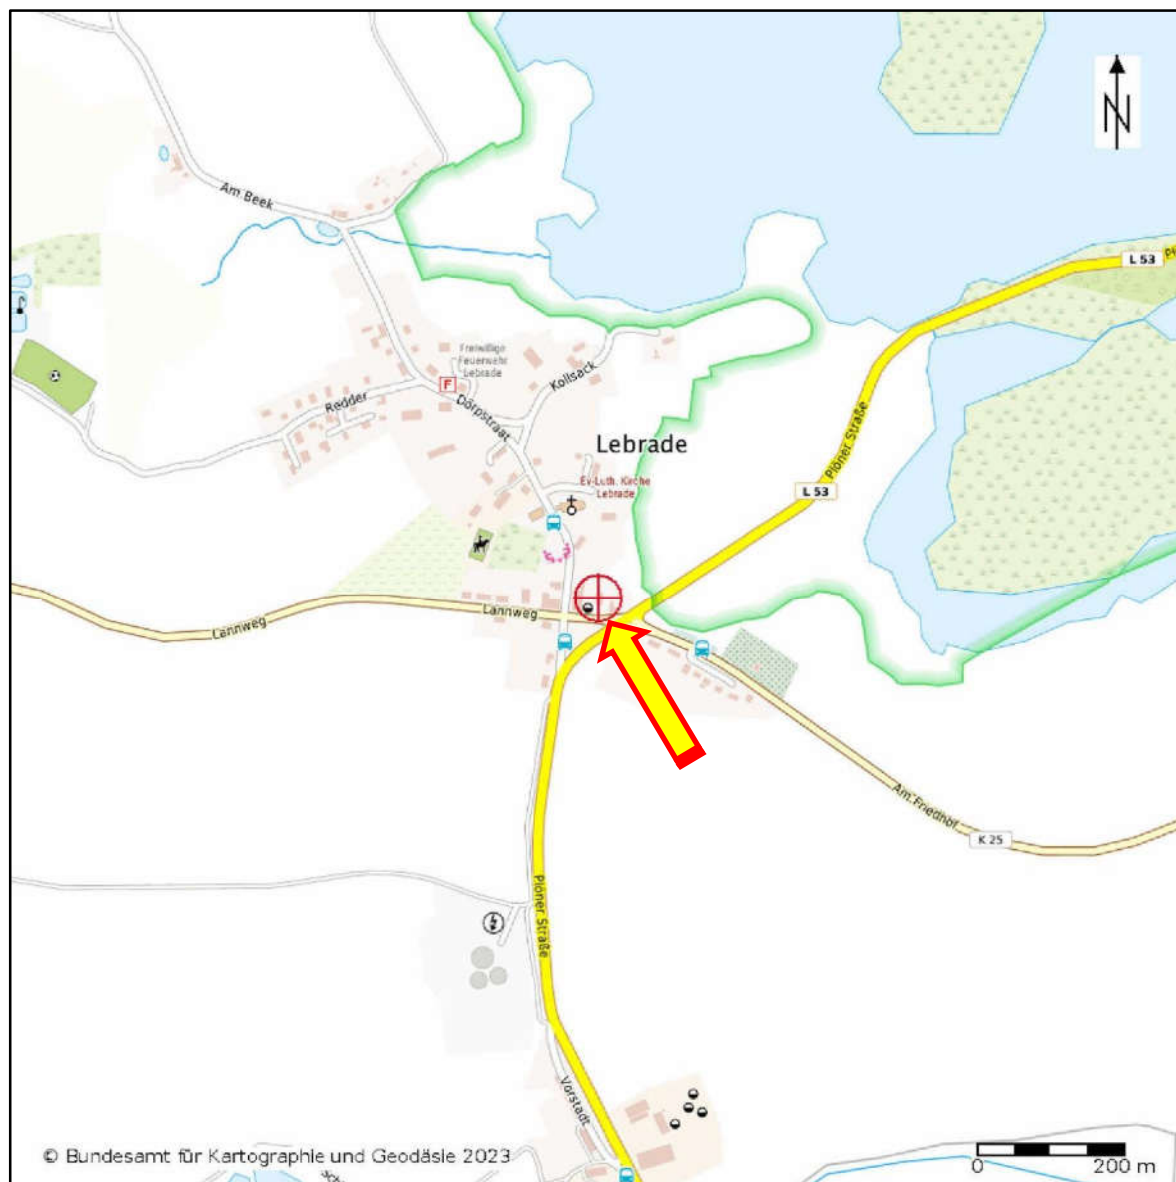 N
Am Beek
L 53
Freiwillige
Feuerwehr
Lebrade
F
Kollsack
Redder
Dörpstraat
Plöner Straße
Lebrade
Ev-Luth. Kirche
Lebrade
L 53
Lannweg
Lannweg
Am Friedhof
K 25
Plöner Straße
Vorstadt
© Bundesamt für Kartographie und Geodäsie 2023
0 200 m